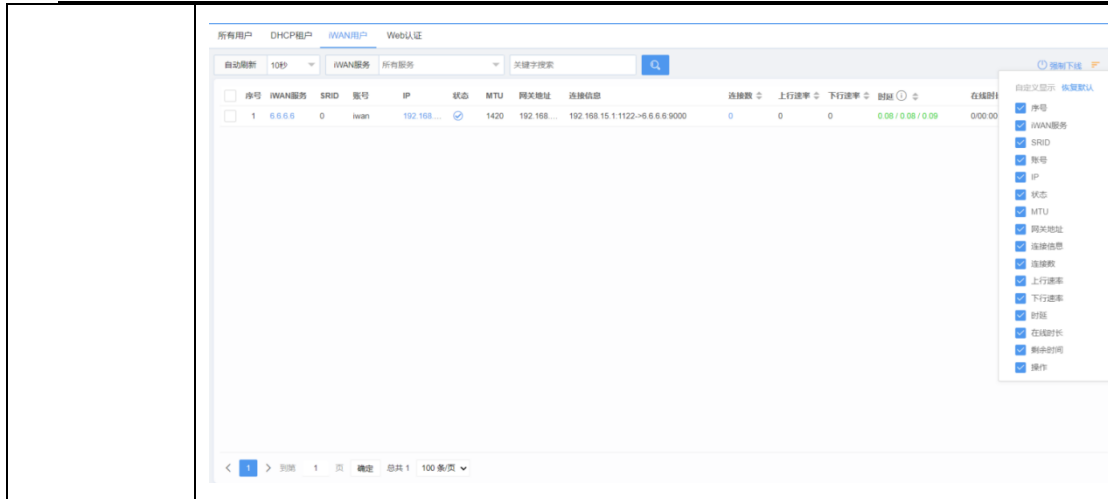 所有用户 DHCP租户 iWAN用户 Web认证
自动刷新 10秒 iWAN服务 所有服务 关键字搜索 强制下线
序号 iWAN服务 SRID 账号 IP 状态 MTU 网关地址 连接信息 连接数 上行速率 下行速率 时延 在线时
1 6.6.6.6 0 iwan 192.168.... 1420 192.168.... 192.168.15.1:1122->6.6.6.6:9000 0 0 0 0.08 / 0.08 / 0.09 0/00:00
自定义显示 恢复默认
序号
iWAN服务
SRID
账号
IP
状态
MTU
网关地址
连接信息
连接数
上行速率
下行速率
时延
在线时长
剩余时间
操作
1 到第 1 页 确定 总共 1 100 条/页